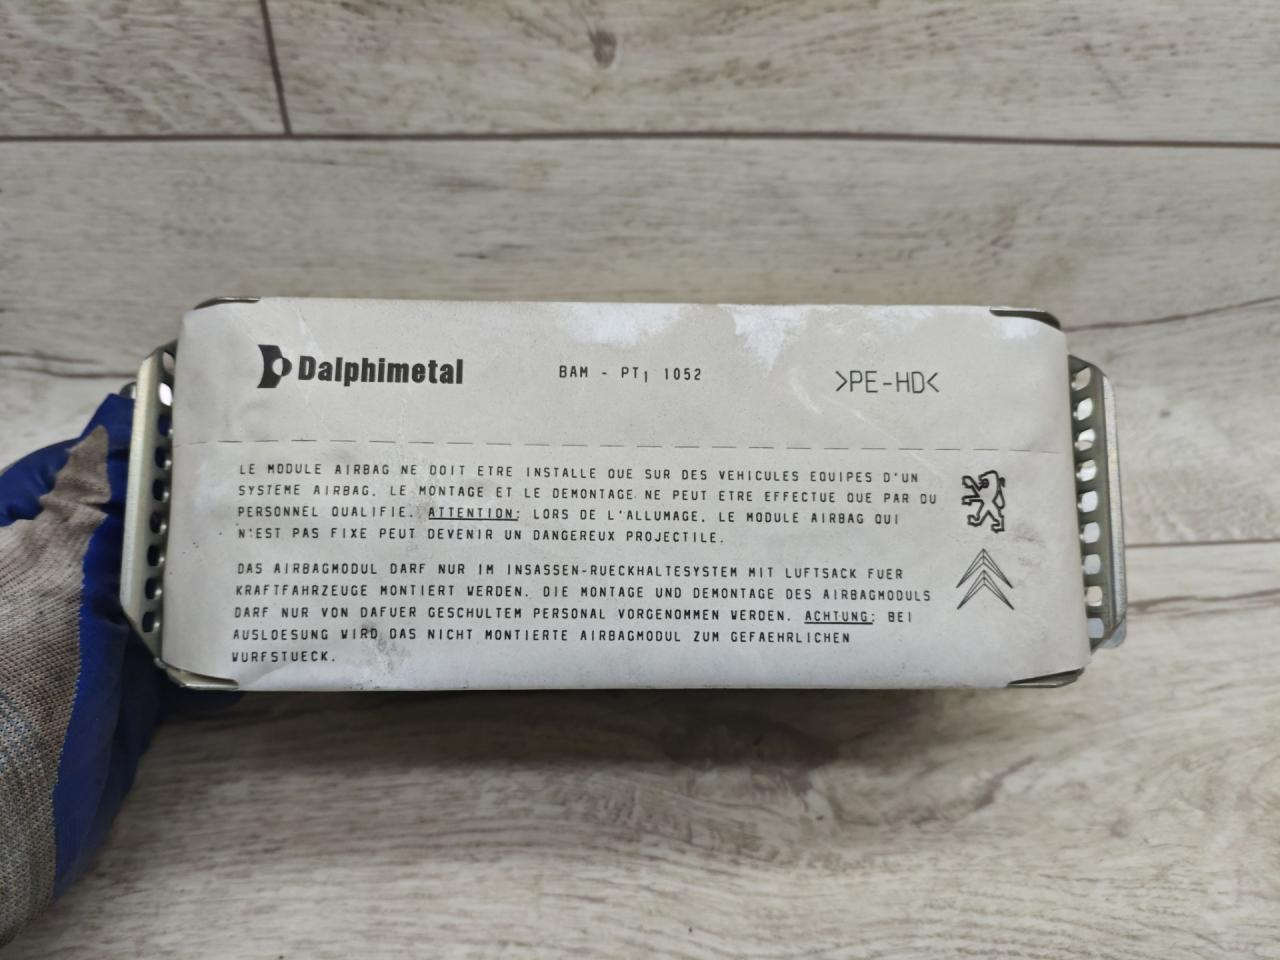 Dalphimetal
BAM - PT1 1052
>PE-HD<
LE MODULE AIRBAG NE DOIT ETRE INSTALLE QUE SUR DES VEHICULES EQUIPES D'UN
SYSTEME AIRBAG. LE MONTAGE ET LE DEMONTAGE NE PEUT ETRE EFFECTUE QUE PAR DU
PERSONNEL QUALIFIE. ATTENTION: LORS DE L'ALLUMAGE, LE MODULE AIRBAG QUI
N'EST PAS FIXE PEUT DEVENIR UN DANGEREUX PROJECTILE.
DAS AIRBAGMODUL DARF NUR IM INSASSEN-RUECKHALTESYSTEM MIT LUFTSACK FUER
KRAFTFAHRZEUGE MONTIERT WERDEN. DIE MONTAGE UND DEMONTAGE DES AIRBAGMODULS
DARF NUR VON DAFUER GESCHULTEM PERSONAL VORGENOMMEN WERDEN. ACHTUNG: BEI
AUSLOESUNG WIRD DAS NICHT MONTIERTE AIRBAGMODUL ZUM GEFAEHRLICHEN
WURFSTUECK.